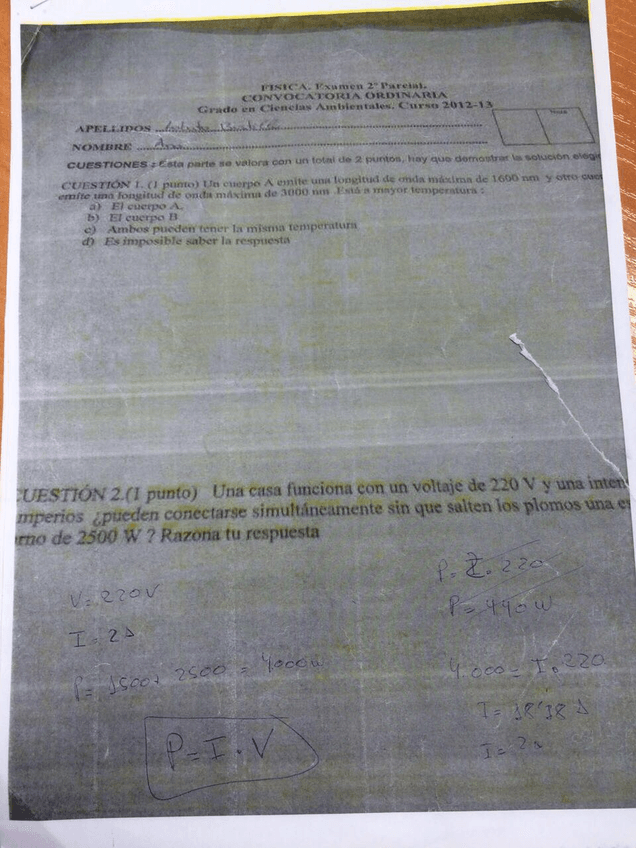 FISICA. Examen 2º Parcial.
CONVOCATORIA ORDINARIA
Grado en Ciencias Ambientales. Curso 2012-13
APELLIDOS
NOMBRE Ana
CUESTIONES : Esta parte se valora con un total de 2 puntos, hay que demostrar la solución elegi
CUESTIÓN 1. (1 punto) Un cuerpo A emite una longitud de onda máxima de 1600 nm y otro cuer
emite una longitud de onda máxima de 3000 nm Está a mayor temperatura :
a) El cuerpo A.
b) El cuerpo B
c) Ambos pueden tener la misma temperatura
d) Es imposible saber la respuesta
CUESTIÓN 2.(1 punto) Una casa funciona con un voltaje de 220 V y una inten
mperios ¿pueden conectarse simultáneamente sin que salten los plomos una es
rno de 2500 W ? Razona tu respuesta
V= 220V
I= 2A
P= 1500+ 2500 = 4000w
P=I·V
P= 2·220
P= 440W
4.000= I·220
I= 18'18 A
I= 2A